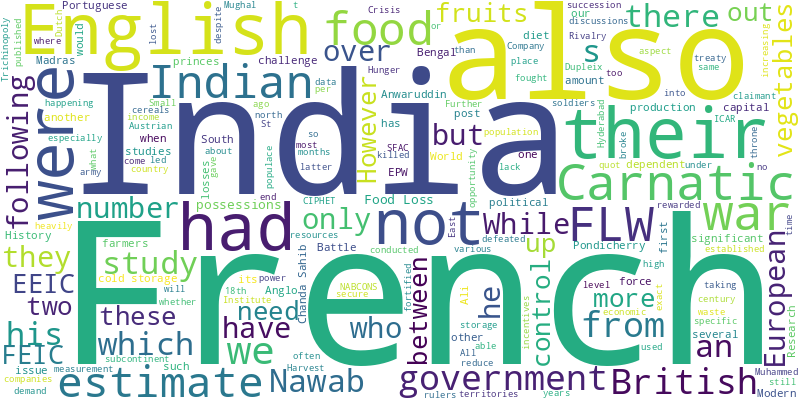 Portuguese
Mughal
t
Crisis
succession
our
discussions
Rivalry
published
Dutch
English
food
fruits
also
there
out
vegetables
Trichinopoly
where
or
would
lost
despite
princes
Company
diet
than
aspect
Madras
over
challenge
Bengal
place
treaty
too
same
s
India
Indian
Hunger
amount
Dupleix
increasing
were
happening
cereals
Small
data
per
However
Anwaruddin
fought
into
claimant
following
another
income
ago
north
Further
soldiers
production
capital
especially
Austrian
St
but
post
has
Hyderabad
ICAR
when
South
so
population
their
broke
throne
studies
about
most
SFAC
World
one
what
come
led
gave
months
killed
opportunity
quot
dependent
under
no
army
country
losses
populace
latter
EPW
lack
Carnatic
number
possessions
end
Food Loss
CIPHET
political
rewarded
had
only
not
While
FLW
war
History
heavily
they
farmers
resources
East
Pondicherry
first
significant
time
study
Battle
conducted
various
up
established
European
EEIC
cold storage
its
power
Chanda Sahib
French
defeated
high
taking
two
will
Institute
18th
Anglo
NABCONS
secure
fortified
Ali
level
force
century
exact
these
whether
need
between
he
control
more
economic
waste
specific
Research
his
which
have
who
other
storage
incentives
from
an
several
FEIC
subcontinent
often
All
able
used
Modern
issue
such
we
Harvest
reduce
Muhammed
measurement
estimate
Nawab
government
British
still
companies
demand
rulers
territories
years